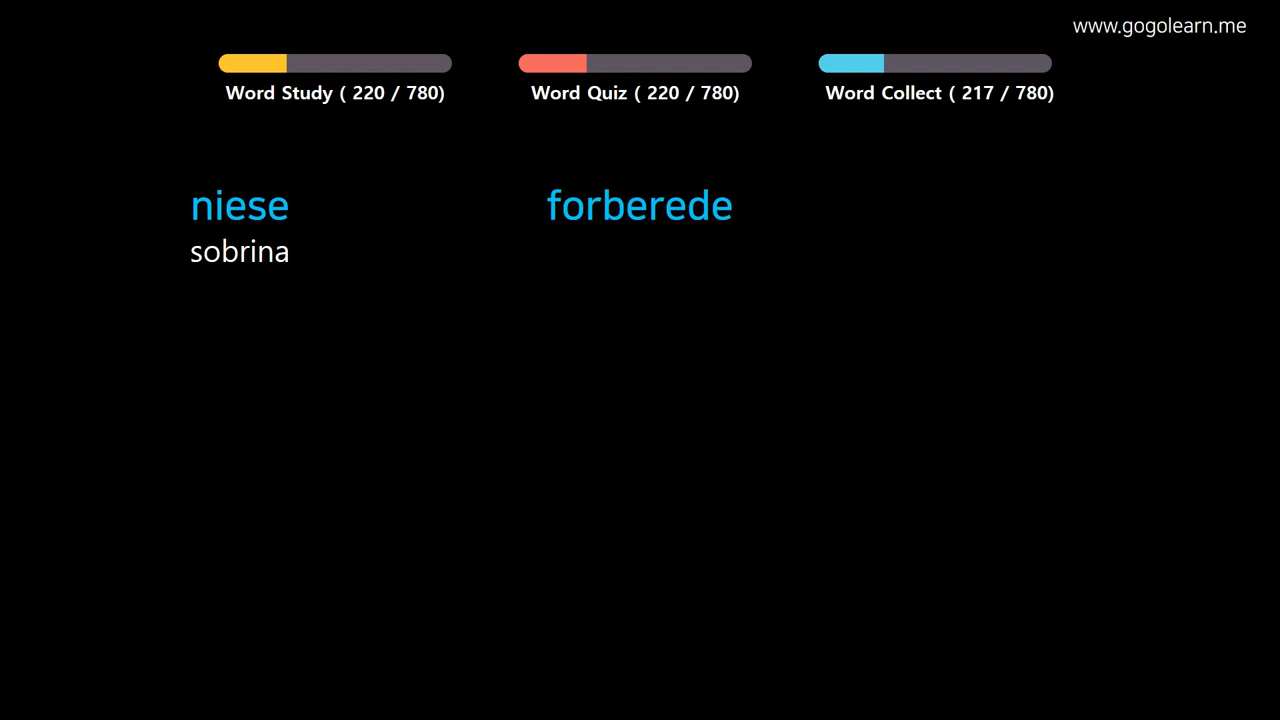 www.gogolearn.me
Word Study ( 220 / 780)
Word Quiz ( 220 / 780)
Word Collect ( 217 / 780)
niese
forberede
sobrina